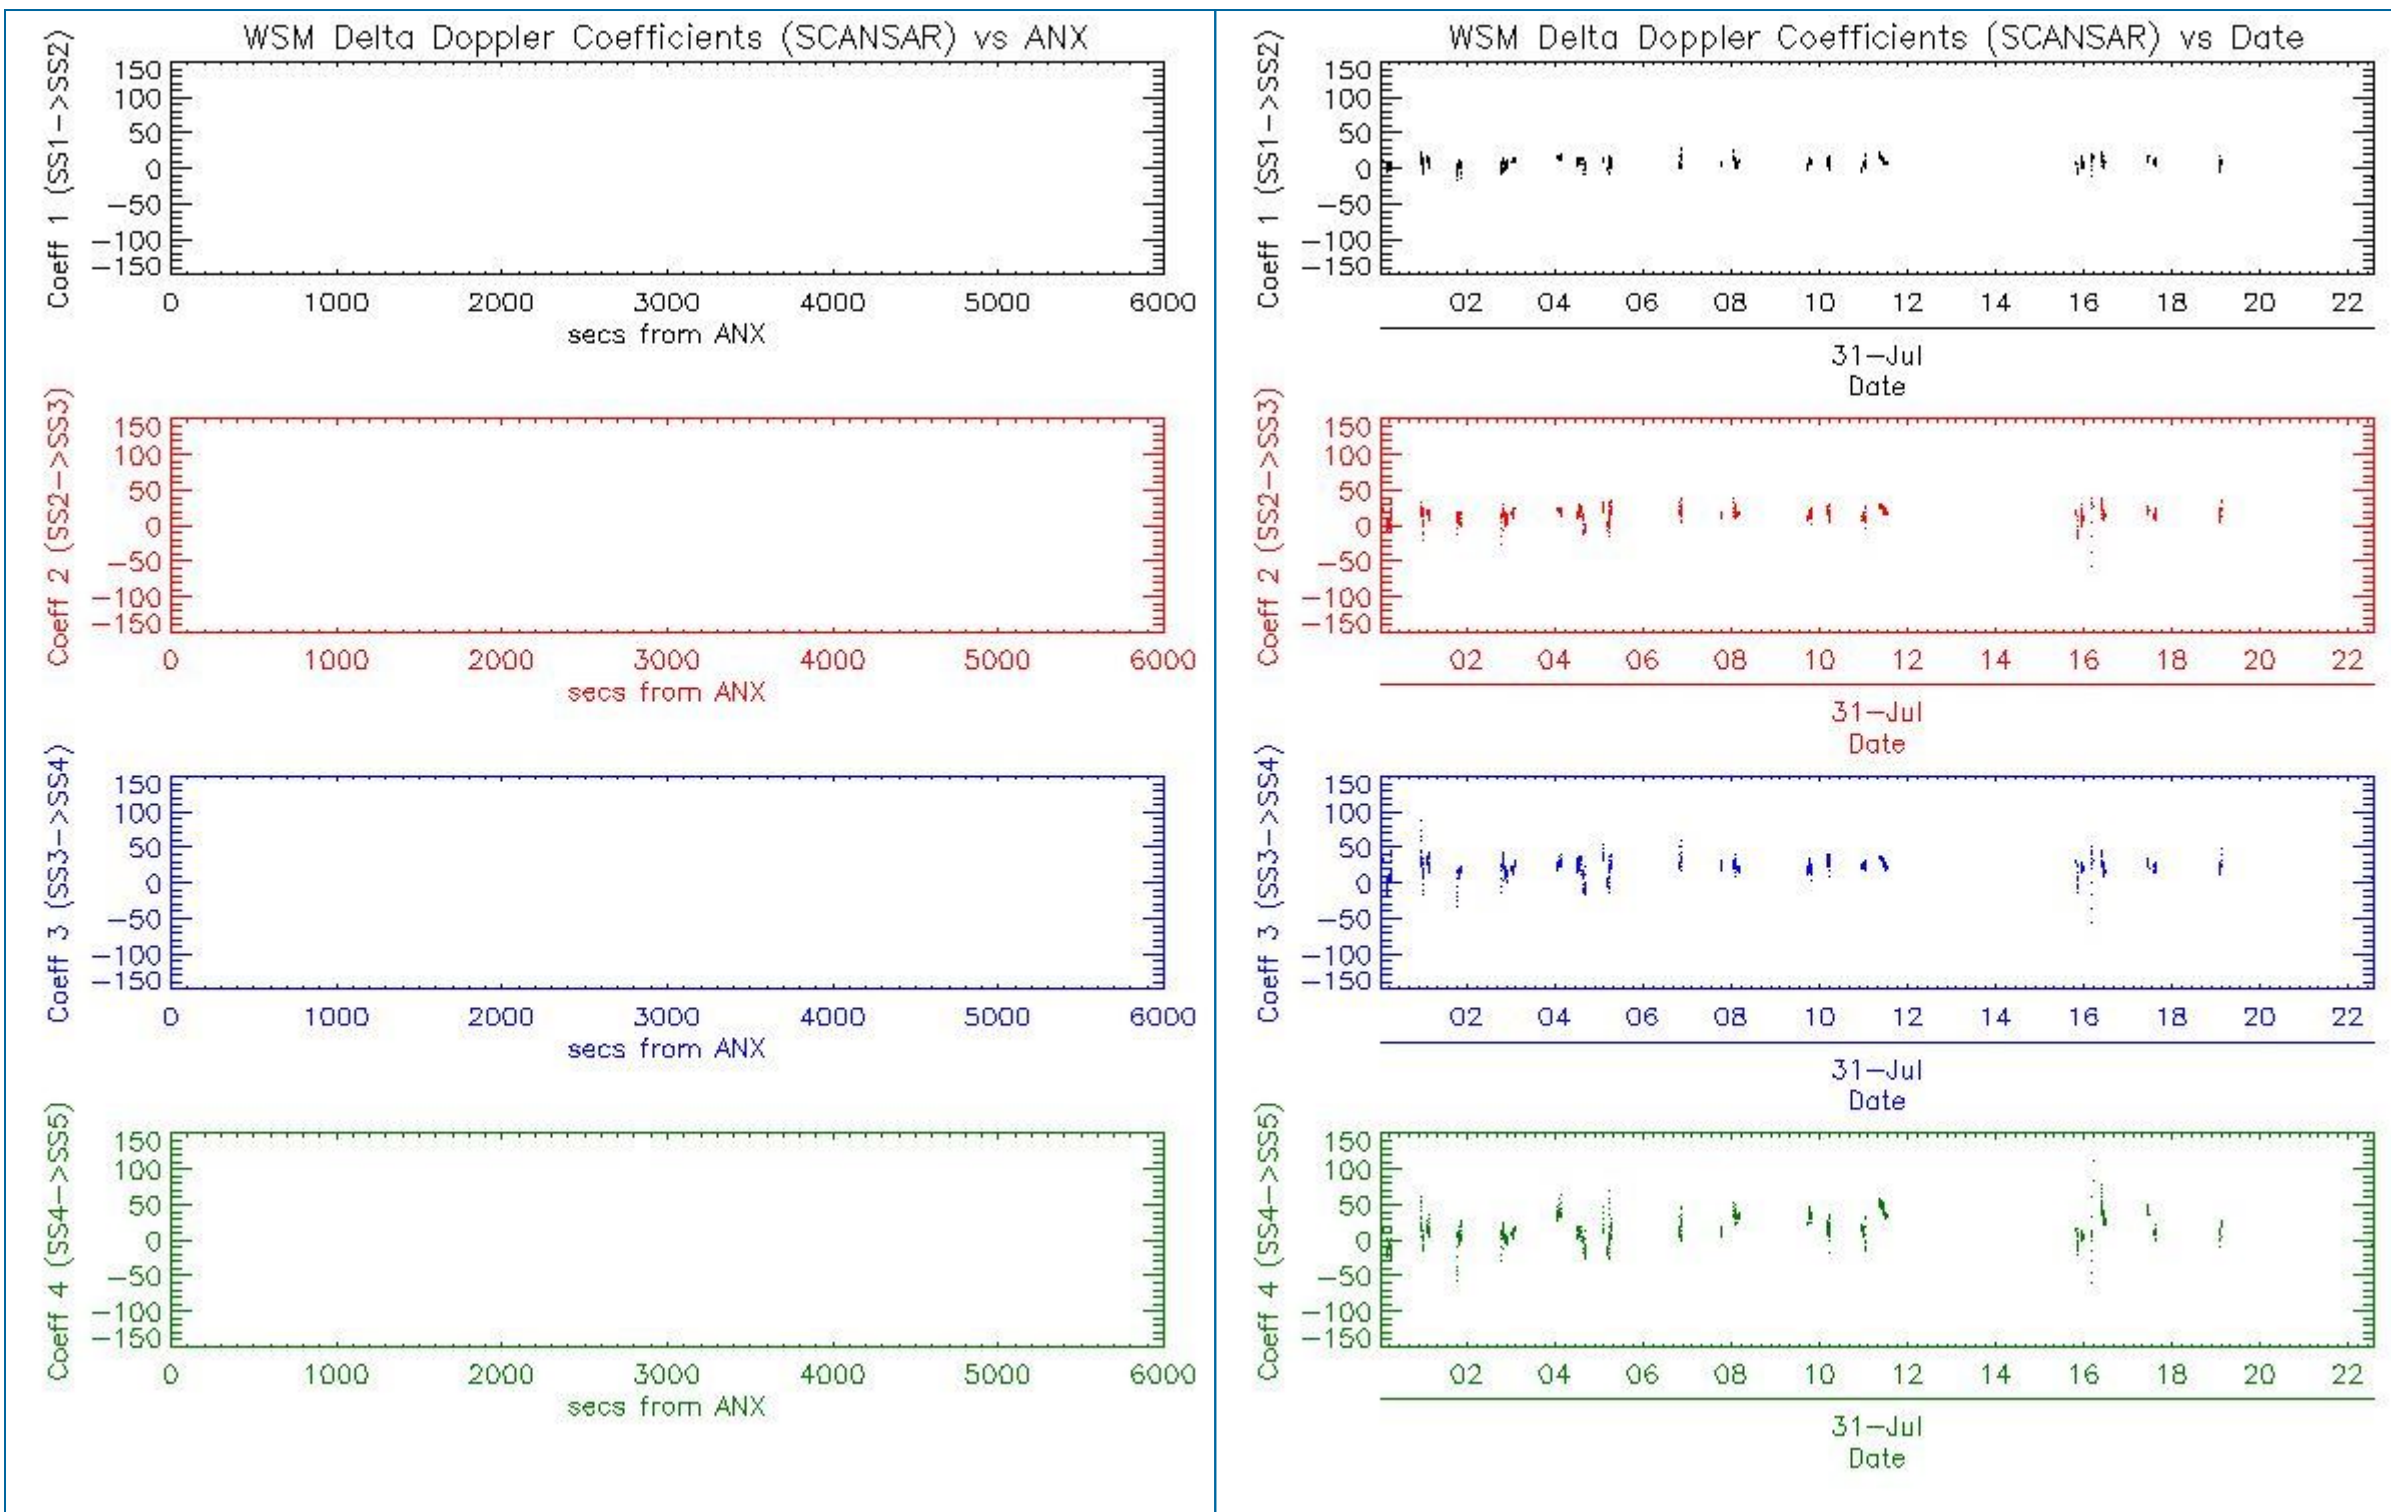 WSM Delta Doppler Coefficients (SCANSAR) vs ANX
Coeff 1 (SS1->SS2)
150
100
50
0
-50
-100
-150
0 1000 2000 3000 4000 5000 6000
secs from ANX
Coeff 2 (SS2->SS3)
150
100
50
0
-50
-100
-150
0 1000 2000 3000 4000 5000 6000
secs from ANX
Coeff 3 (SS3->SS4)
150
100
50
0
-50
-100
-150
0 1000 2000 3000 4000 5000 6000
secs from ANX
Coeff 4 (SS4->SS5)
150
100
50
0
-50
-100
-150
0 1000 2000 3000 4000 5000 6000
secs from ANX
WSM Delta Doppler Coefficients (SCANSAR) vs Date
Coeff 1 (SS1->SS2)
150
100
50
0
-50
-100
-150
02 04 06 08 10 12 14 16 18 20 22
31-Jul
Date
Coeff 2 (SS2->SS3)
150
100
50
0
-50
-100
-150
02 04 06 08 10 12 14 16 18 20 22
31-Jul
Date
Coeff 3 (SS3->SS4)
150
100
50
0
-50
-100
-150
02 04 06 08 10 12 14 16 18 20 22
31-Jul
Date
Coeff 4 (SS4->SS5)
150
100
50
0
-50
-100
-150
02 04 06 08 10 12 14 16 18 20 22
31-Jul
Date